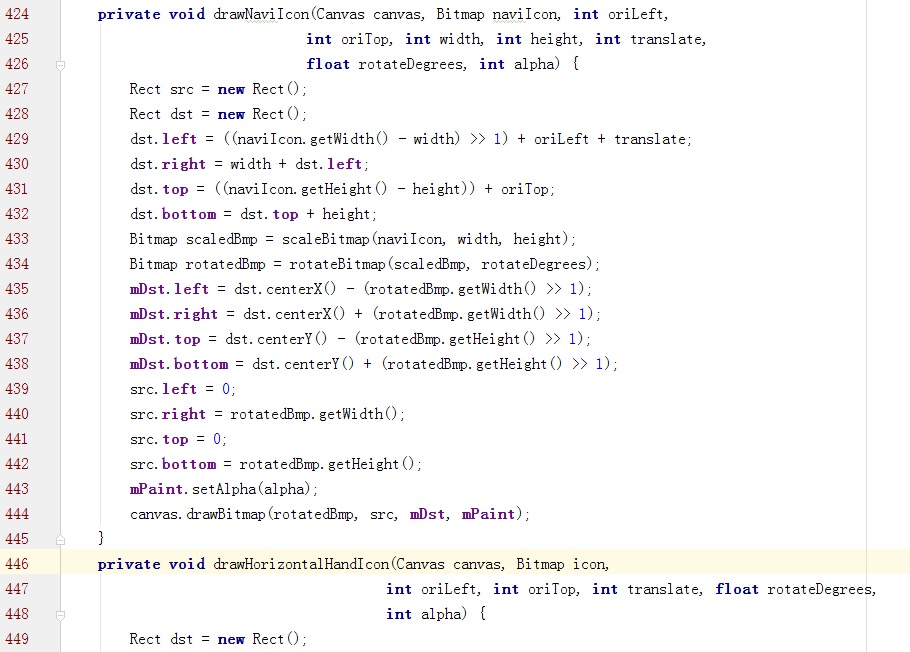 424 private void drawNaviIcon(Canvas canvas, Bitmap naviIcon, int oriLeft,
425 int oriTop, int width, int height, int translate,
426 float rotateDegrees, int alpha) {
427 Rect src = new Rect();
428 Rect dst = new Rect();
429 dst.left = ((naviIcon.getWidth() - width) >> 1) + oriLeft + translate;
430 dst.right = width + dst.left;
431 dst.top = ((naviIcon.getHeight() - height)) + oriTop;
432 dst.bottom = dst.top + height;
433 Bitmap scaledBmp = scaleBitmap(naviIcon, width, height);
434 Bitmap rotatedBmp = rotateBitmap(scaledBmp, rotateDegrees);
435 mDst.left = dst.centerX() - (rotatedBmp.getWidth() >> 1);
436 mDst.right = dst.centerX() + (rotatedBmp.getWidth() >> 1);
437 mDst.top = dst.centerY() - (rotatedBmp.getHeight() >> 1);
438 mDst.bottom = dst.centerY() + (rotatedBmp.getHeight() >> 1);
439 src.left = 0;
440 src.right = rotatedBmp.getWidth();
441 src.top = 0;
442 src.bottom = rotatedBmp.getHeight();
443 mPaint.setAlpha(alpha);
444 canvas.drawBitmap(rotatedBmp, src, mDst, mPaint);
445 }
446 private void drawHorizontalHandIcon(Canvas canvas, Bitmap icon,
447 int oriLeft, int oriTop, int translate, float rotateDegrees,
448 int alpha) {
449 Rect dst = new Rect();